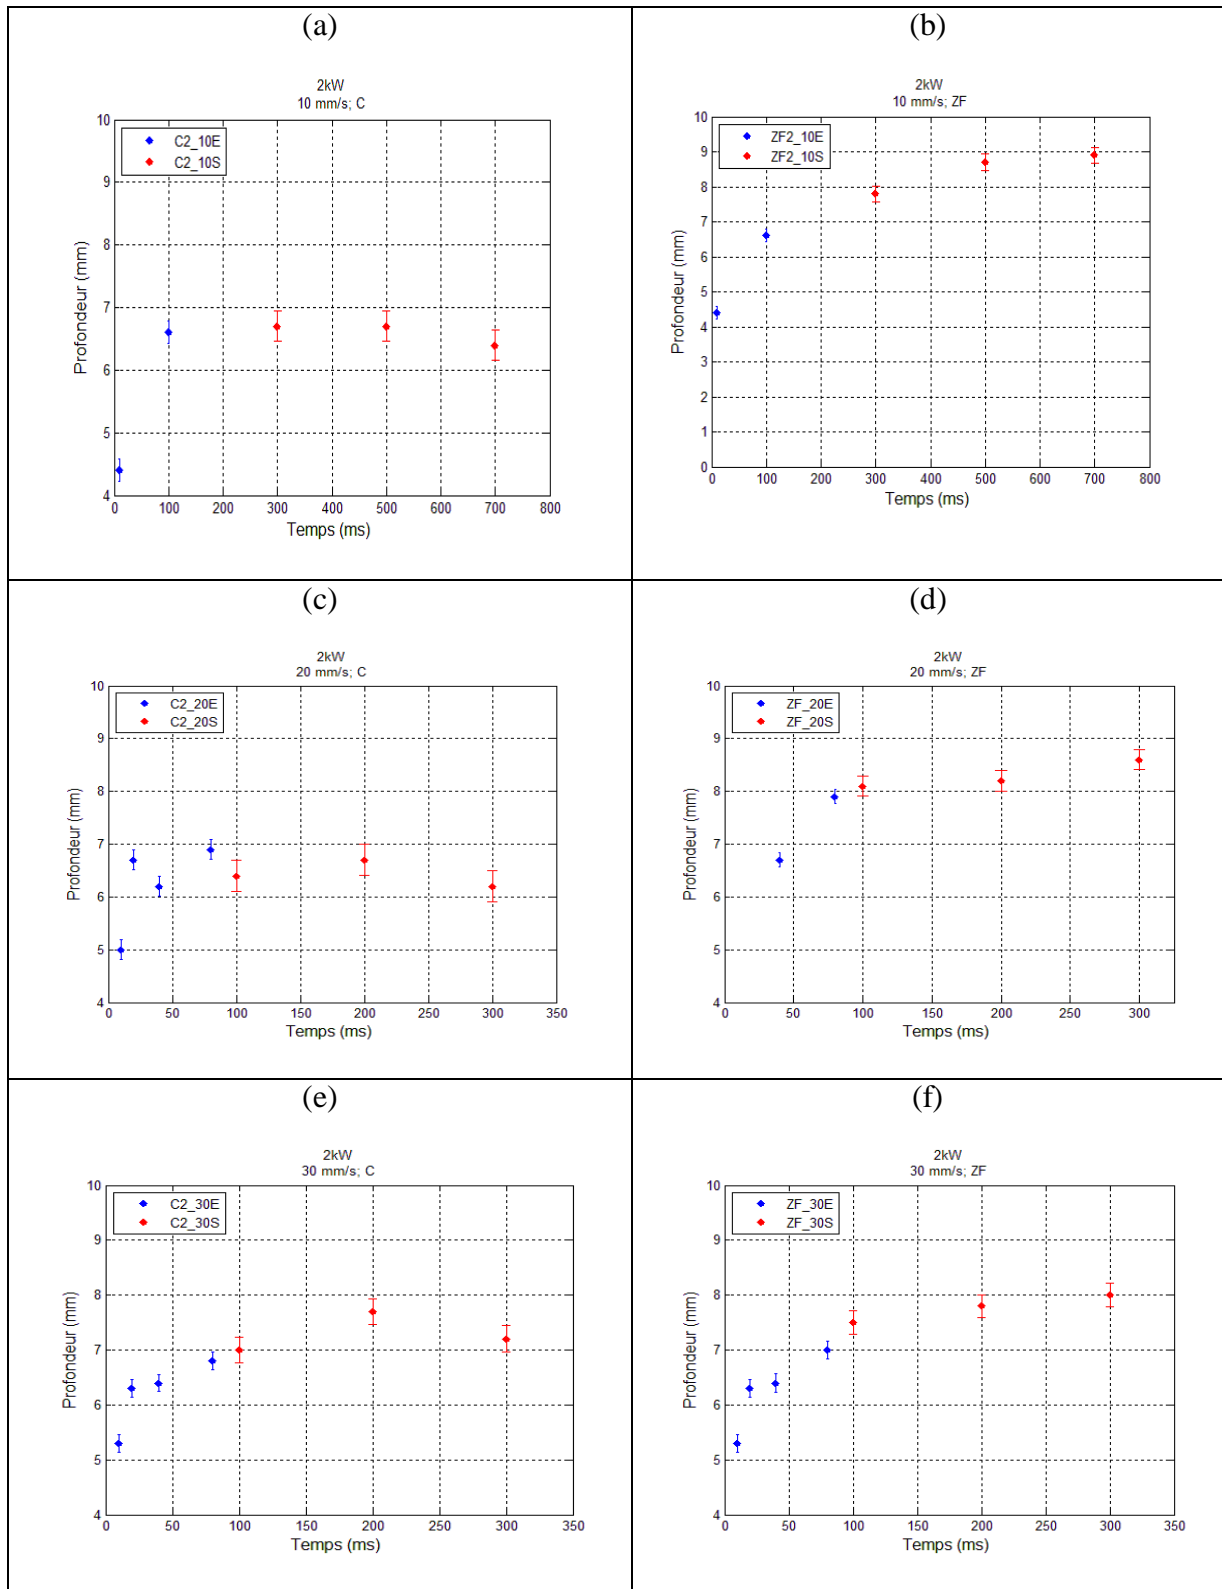 (a)
2kW
10 mm/s; C
C2_10E
C2_10S
10
9
8
7
6
5
4
Profondeur (mm)
0 100 200 300 400 500 600 700 800
Temps (ms)
(b)
2kW
10 mm/s; ZF
ZF2_10E
ZF2_10S
10
9
8
7
6
5
4
3
2
1
0
Profondeur (mm)
0 100 200 300 400 500 600 700 800
Temps (ms)
(c)
2kW
20 mm/s; C
C2_20E
C2_20S
10
9
8
7
6
5
4
Profondeur (mm)
0 50 100 150 200 250 300 350
Temps (ms)
(d)
2kW
20 mm/s; ZF
ZF_20E
ZF_20S
10
9
8
7
6
5
4
Profondeur (mm)
0 50 100 150 200 250 300
Temps (ms)
(e)
2kW
30 mm/s; C
C2_30E
C2_30S
10
9
8
7
6
5
4
Profondeur (mm)
0 50 100 150 200 250 300 350
Temps (ms)
(f)
2kW
30 mm/s; ZF
ZF_30E
ZF_30S
10
9
8
7
6
5
4
Profondeur (mm)
0 50 100 150 200 250 300 350
Temps (ms)